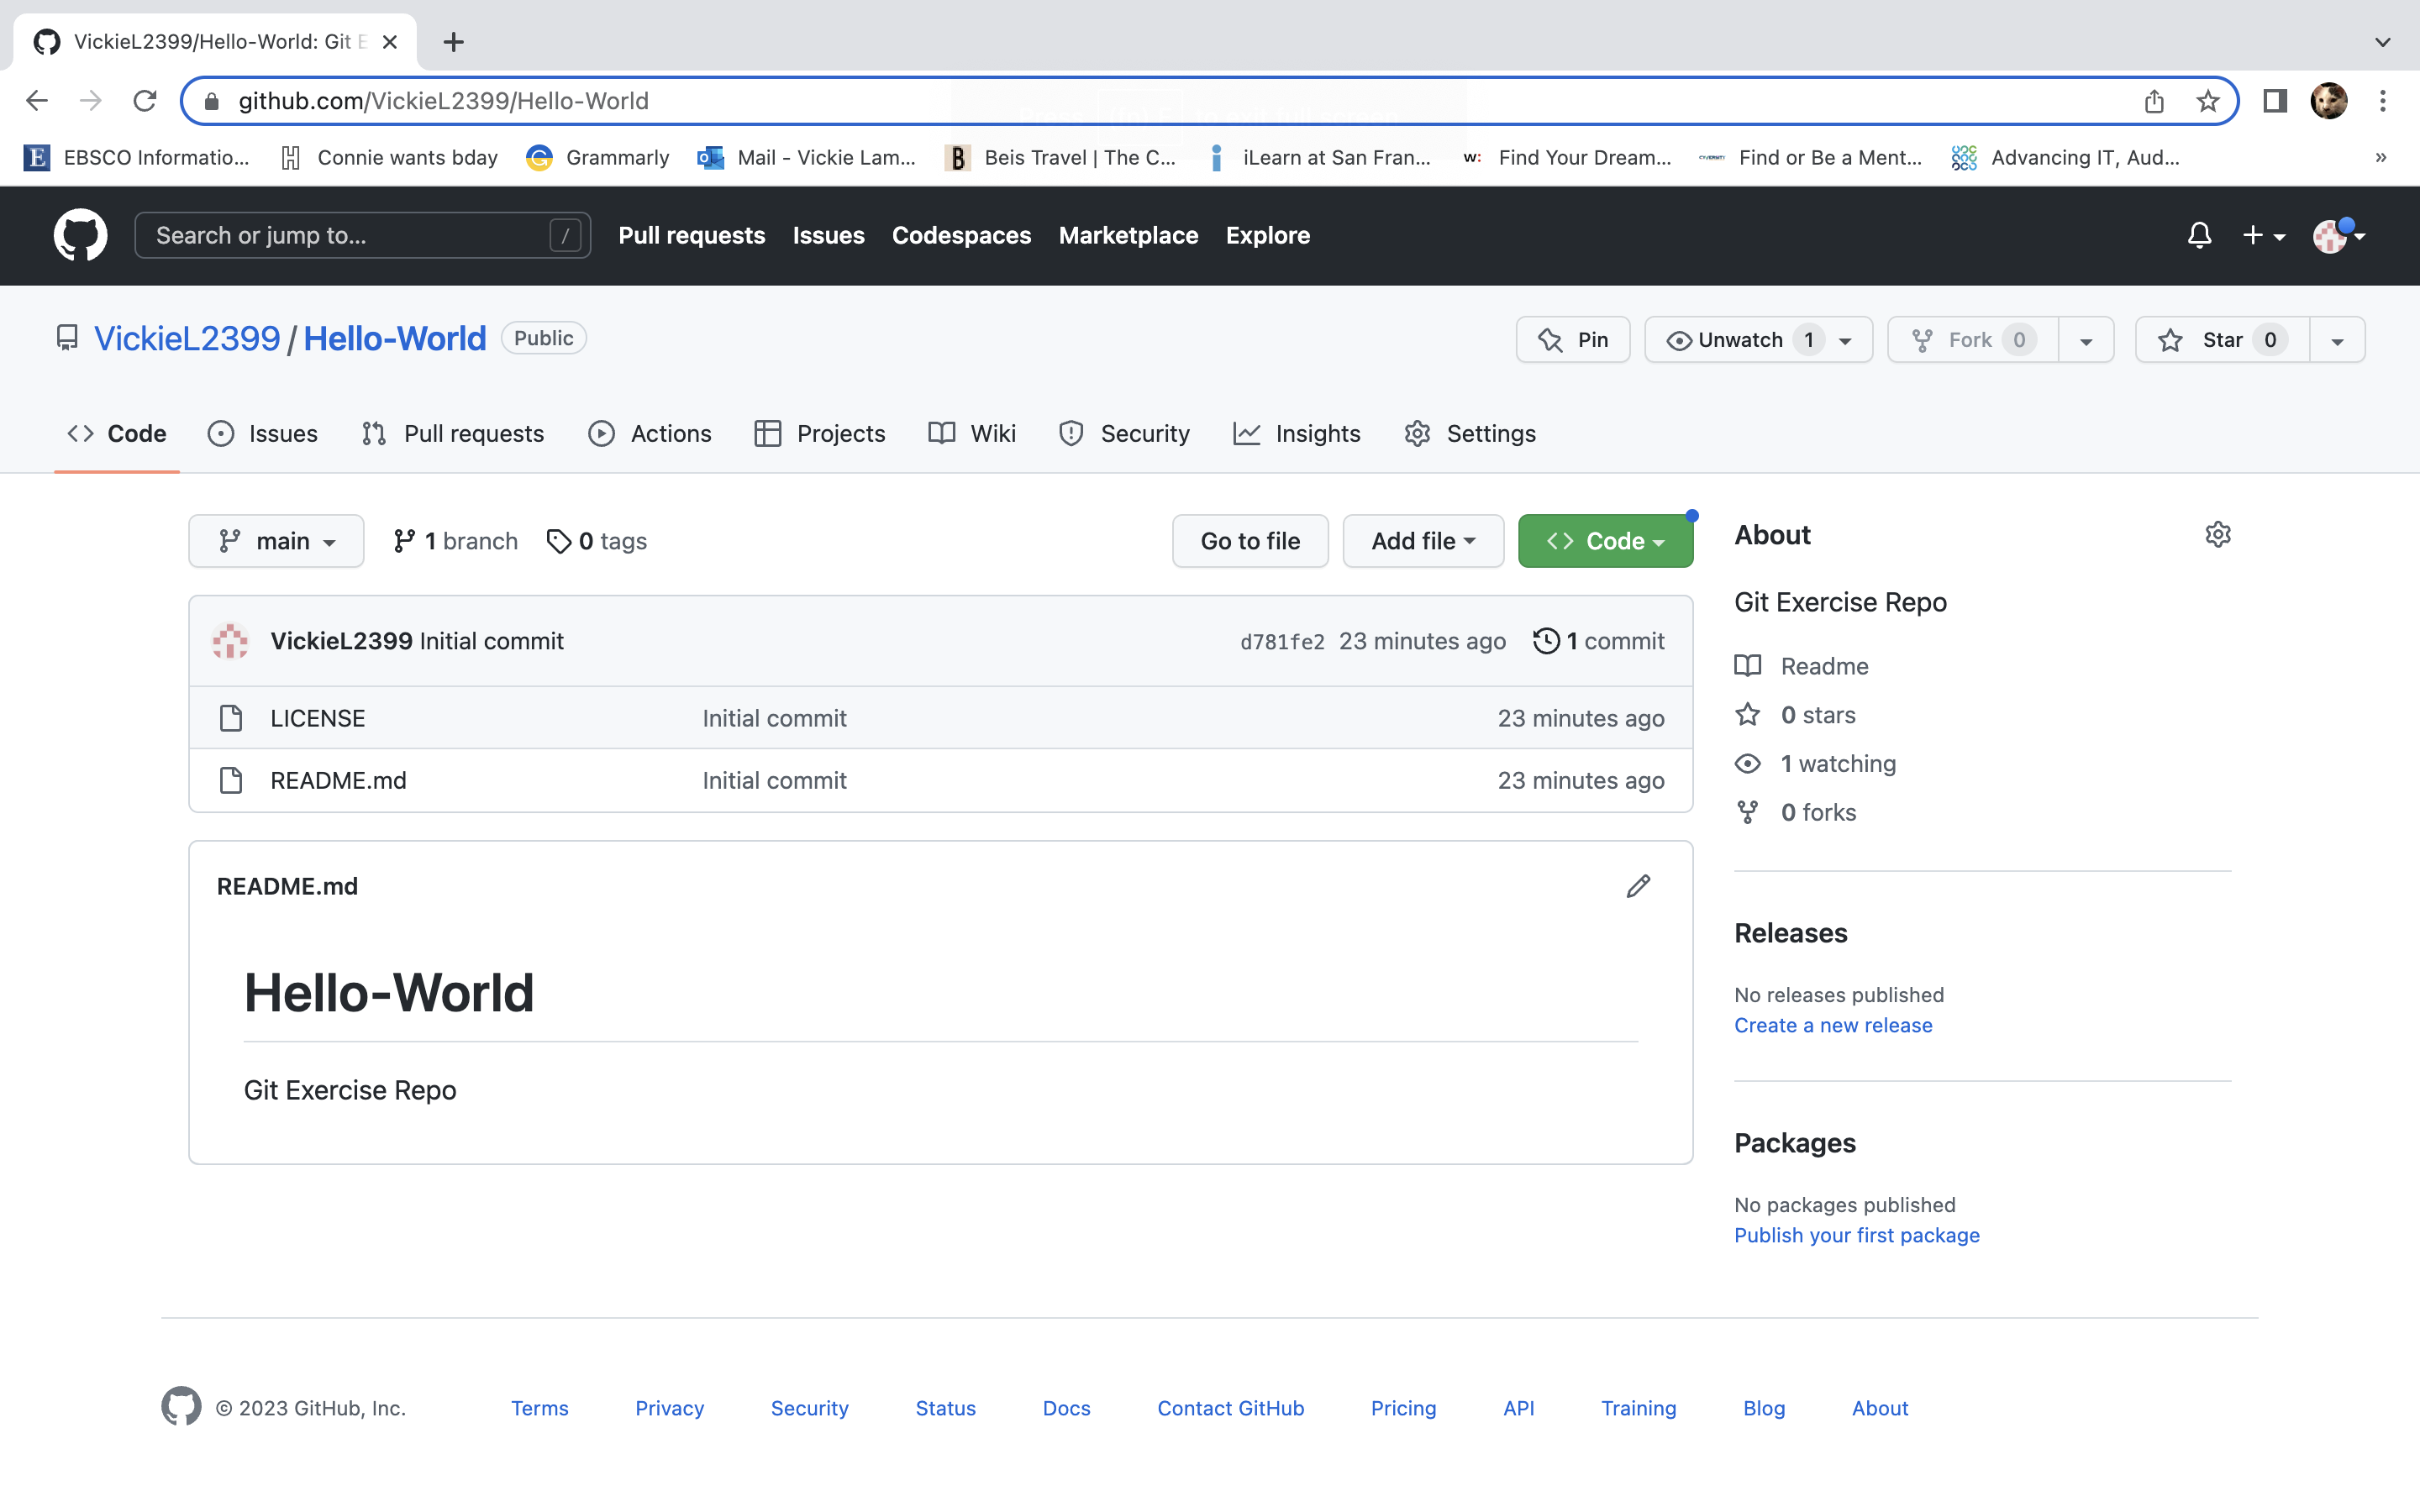 VickieL2399/Hello-World: Git E
github.com/VickieL2399/Hello-World
EBSCO Informatio... Connie wants bday Grammarly Mail - Vickie Lam... Beis Travel | The C... iLearn at San Fran... Find Your Dream... Find or Be a Ment... Advancing IT, Aud... »
Search or jump to... / Pull requests Issues Codespaces Marketplace Explore
VickieL2399 / Hello-World Public Pin Unwatch 1 Fork 0 Star 0
Code Issues Pull requests Actions Projects Wiki Security Insights Settings
main 1 branch 0 tags Go to file Add file Code
VickieL2399 Initial commit d781fe2 23 minutes ago 1 commit
LICENSE Initial commit 23 minutes ago
README.md Initial commit 23 minutes ago
README.md
Hello-World
Git Exercise Repo
About
Git Exercise Repo
Readme
0 stars
1 watching
0 forks
Releases
No releases published
Create a new release
Packages
No packages published
Publish your first package
© 2023 GitHub, Inc. Terms Privacy Security Status Docs Contact GitHub Pricing API Training Blog About